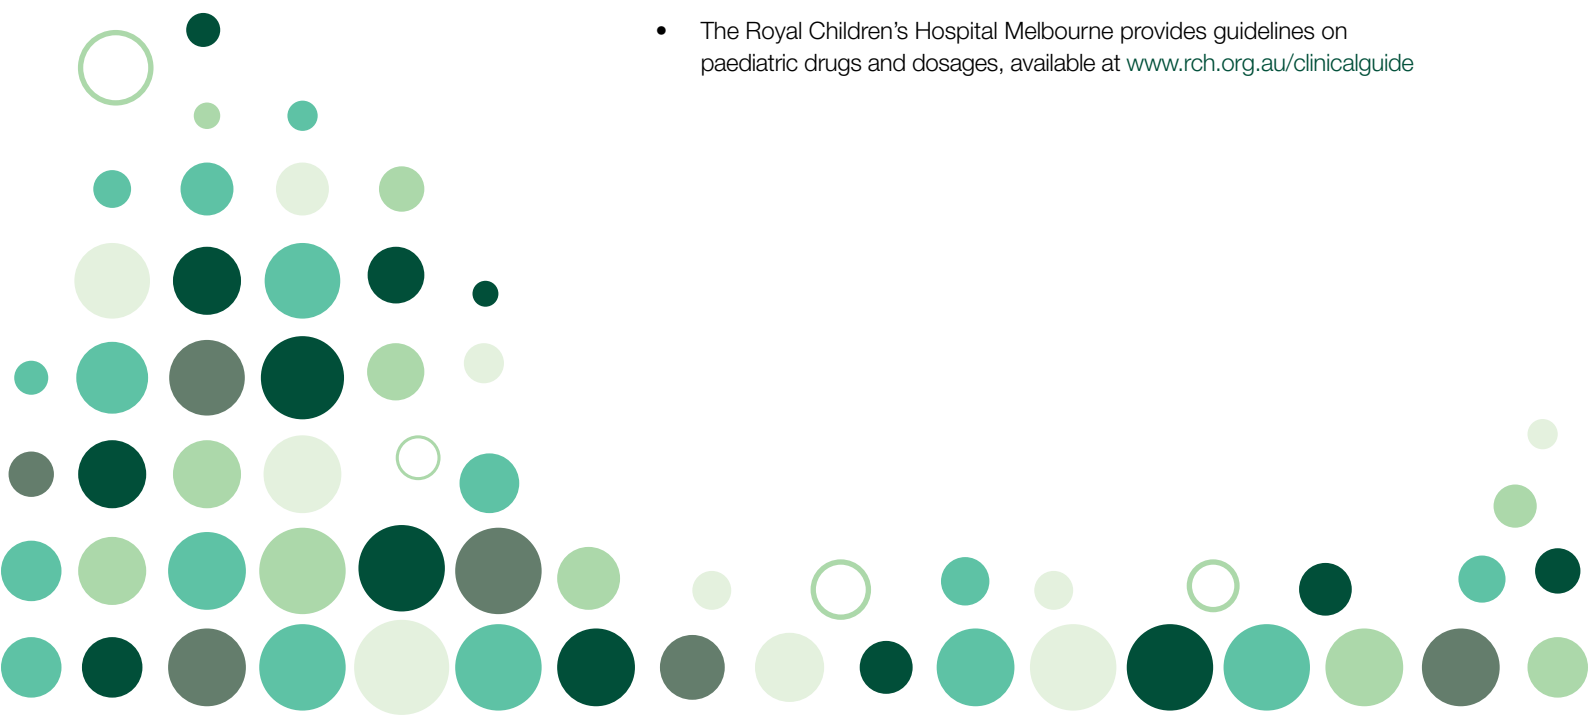 • The Royal Children’s Hospital Melbourne provides guidelines on
paediatric drugs and dosages, available at www.rch.org.au/clinicalguide